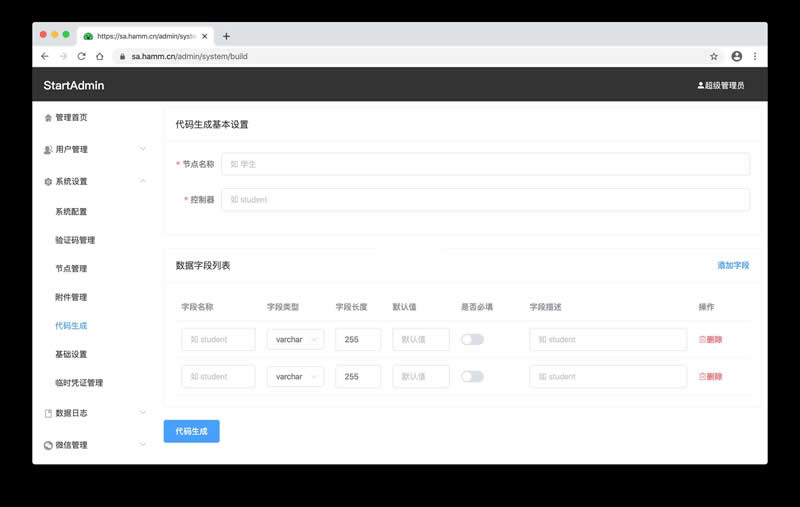 https://sa.hamm.cn/admin/syste
sa.hamm.cn/admin/system/build
StartAdmin
超级管理员
管理首页
用户管理
系统设置
系统配置
验证码管理
节点管理
附件管理
代码生成
基础设置
临时凭证管理
数据日志
微信管理
代码生成基本设置
* 节点名称 如 学生
* 控制器 如 student
数据字段列表 添加字段
字段名称 字段类型 字段长度 默认值 是否必填 字段描述 操作
如 student varchar 255 默认值 如 student 删除
如 student varchar 255 默认值 如 student 删除
代码生成